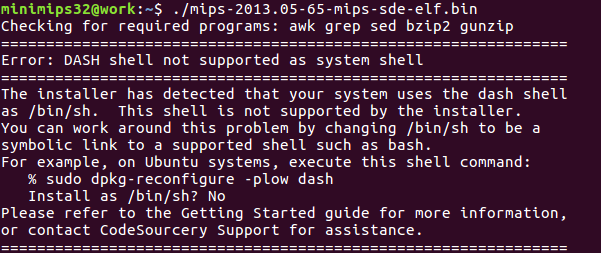 minimips32@work:~$ ./mips-2013.05-65-mips-sde-elf.bin
Checking for required programs: awk grep sed bzip2 gunzip
===============================================================
Error: DASH shell not supported as system shell
===============================================================
The installer has detected that your system uses the dash shell
as /bin/sh.  This shell is not supported by the installer.
You can work around this problem by changing /bin/sh to be a
symbolic link to a supported shell such as bash.
For example, on Ubuntu systems, execute this shell command:
   % sudo dpkg-reconfigure -plow dash
   Install as /bin/sh? No
Please refer to the Getting Started guide for more information,
or contact CodeSourcery Support for assistance.
===============================================================